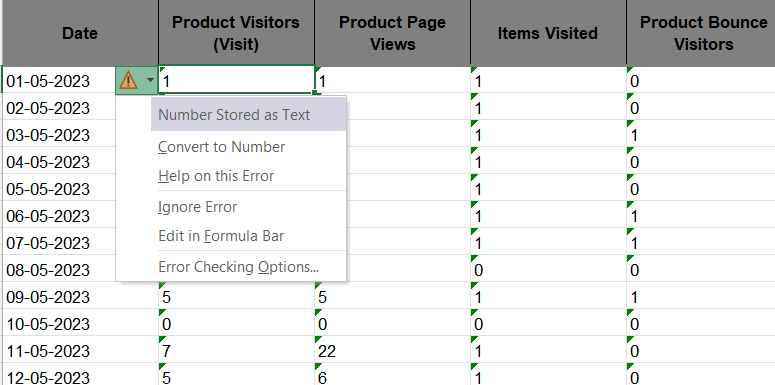 Date	Product Visitors (Visit)	Product Page Views	Items Visited	Product Bounce Visitors
01-05-2023	1	1	1	0
Number Stored as Text
Convert to Number
Help on this Error
Ignore Error
Edit in Formula Bar
Error Checking Options...
02-05-2023	1	0
03-05-2023	1	1
04-05-2023	1	0
05-05-2023	1	0
06-05-2023	1	1
07-05-2023	1	1
08-05-2023	0	0
09-05-2023	5	5	1	1
10-05-2023	0	0	0	0
11-05-2023	7	22	1	0
12-05-2023	5	6	1	0